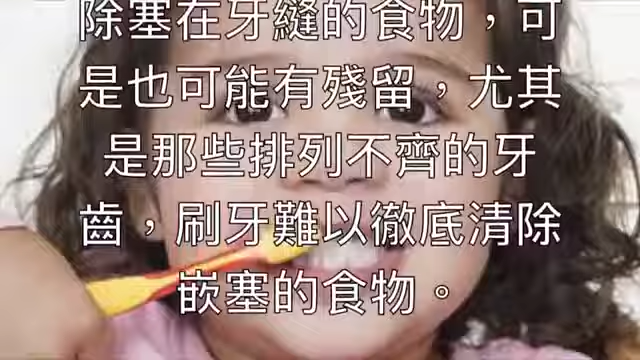 除塞在牙縫的食物，可
是也可能有殘留，尤其
是那些排列不齊的牙
齒，刷牙難以徹底清除
嵌塞的食物。